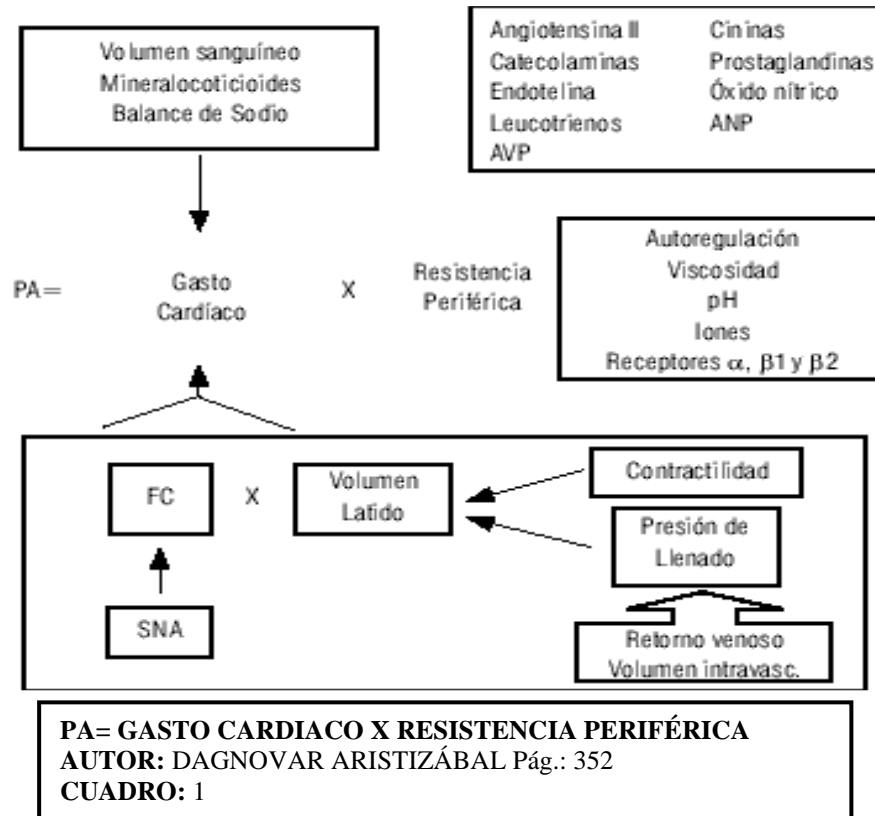 Volumen sanguíneo
Mineralocoticioides
Balance de Sodio
Angiotensina II Cininas
Catecolaminas Prostaglandinas
Endotelina Óxido nítrico
Leucotrienos ANP
AVP
PA=
Gasto
Cardíaco
X
Resistencia
Periférica
Autoregulación
Viscosidad
pH
Iones
Receptores α, β1 y β2
FC
X
Volumen
Latido
Contractilidad
Presión de
Llenado
SNA
Retorno venoso
Volumen intravasc.
PA= GASTO CARDIACO X RESISTENCIA PERIFÉRICA
AUTOR: DAGNOVAR ARISTIZÁBAL Pág.: 352
CUADRO: 1